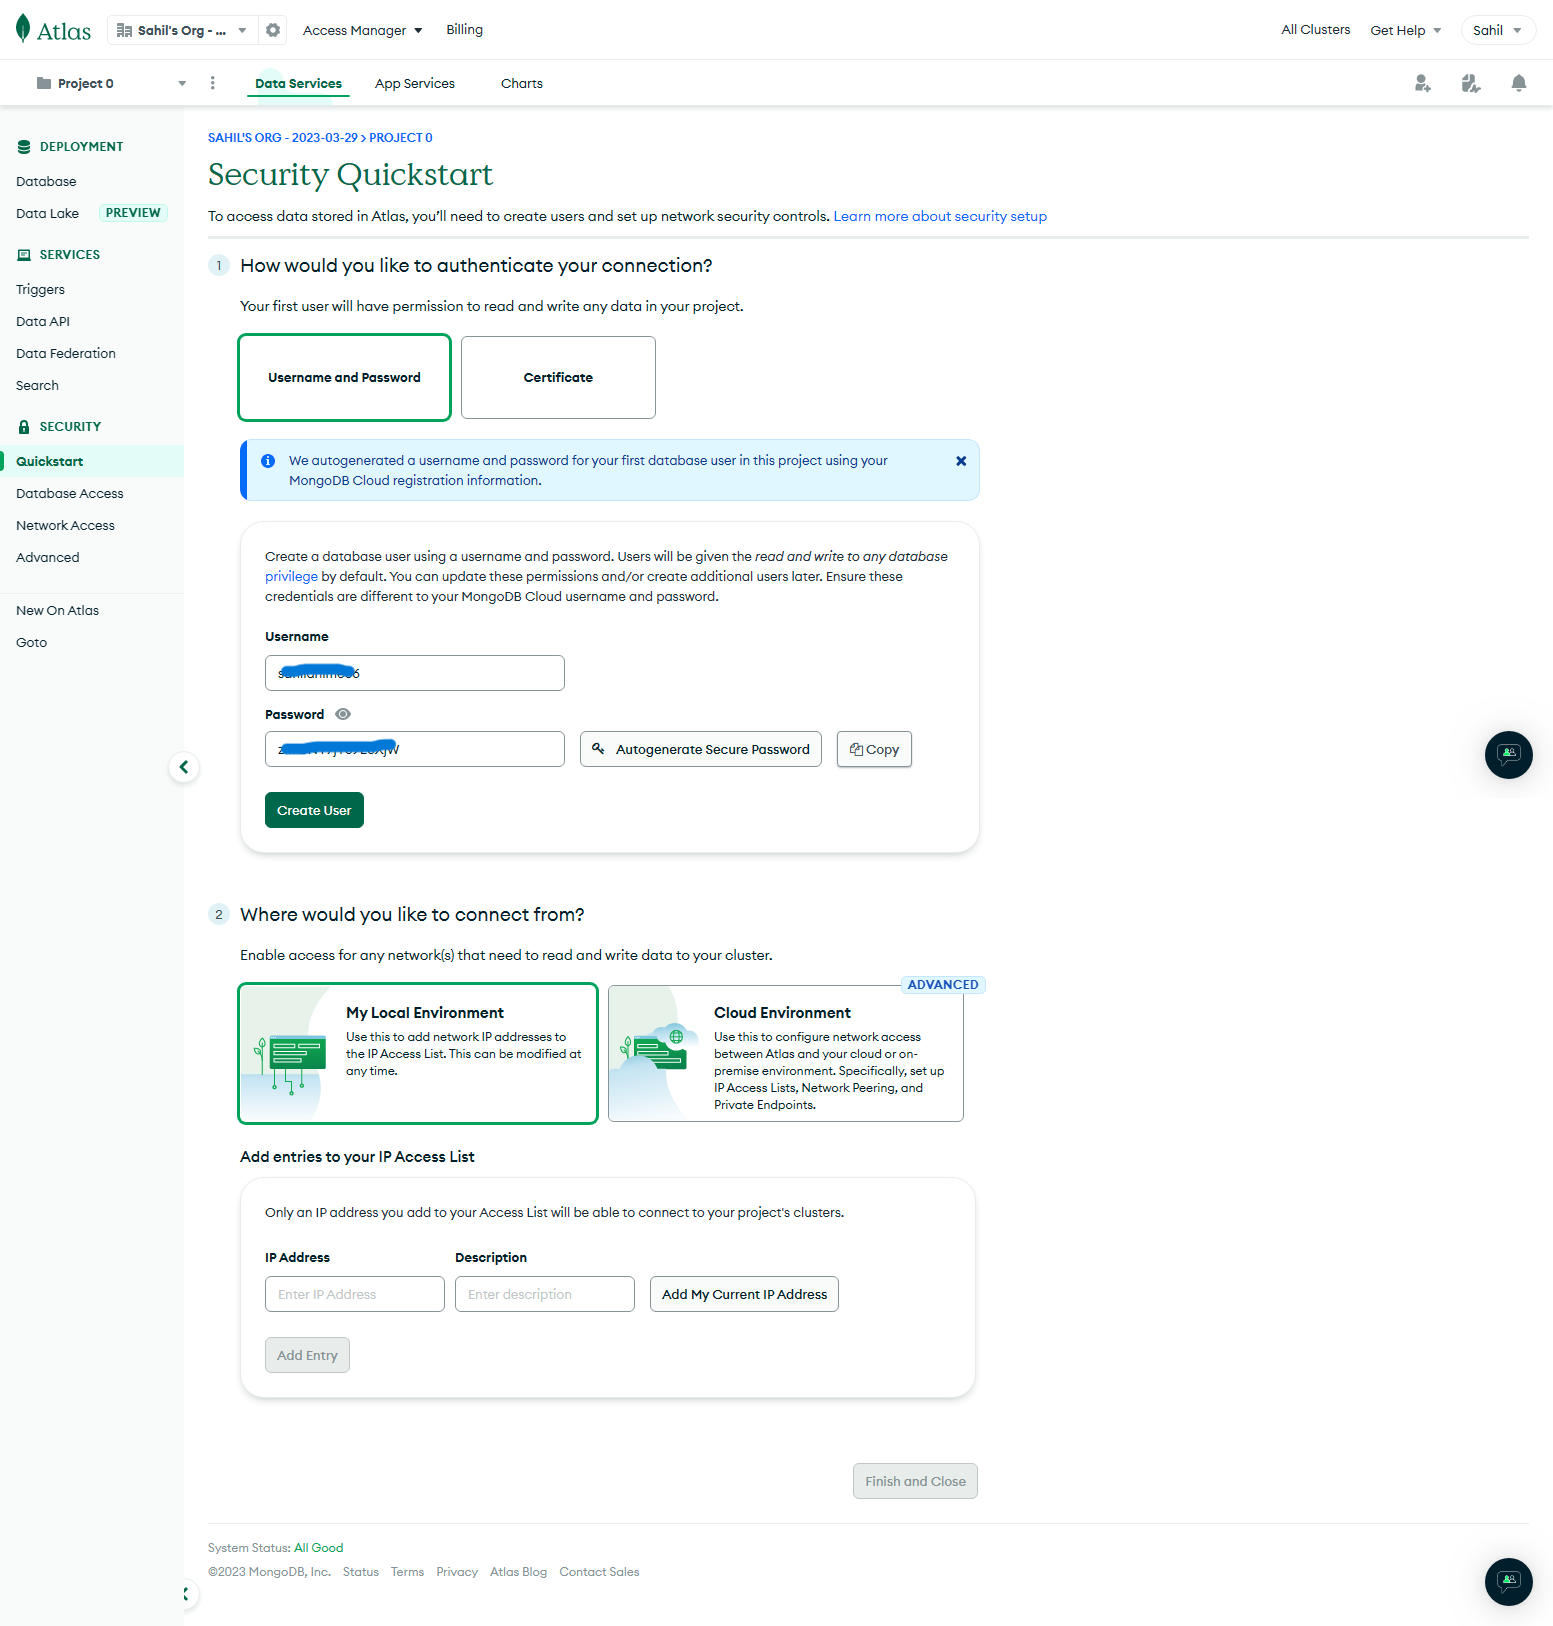 Atlas
Sahil's Org - ...
Access Manager
Billing
All Clusters
Get Help
Sahil
Project 0
Data Services
App Services
Charts
DEPLOYMENT
Database
Data Lake PREVIEW
SERVICES
Triggers
Data API
Data Federation
Search
SECURITY
Quickstart
Database Access
Network Access
Advanced
New On Atlas
Goto
SAHIL'S ORG - 2023-03-29 > PROJECT 0
Security Quickstart
To access data stored in Atlas, you’ll need to create users and set up network security controls. Learn more about security setup
1 How would you like to authenticate your connection?
Your first user will have permission to read and write any data in your project.
Username and Password
Certificate
We autogenerated a username and password for your first database user in this project using your
MongoDB Cloud registration information.
Create a database user using a username and password. Users will be given the read and write to any database
privilege by default. You can update these permissions and/or create additional users later. Ensure these
credentials are different to your MongoDB Cloud username and password.
Username
Password
Autogenerate Secure Password
Copy
Create User
2 Where would you like to connect from?
Enable access for any network(s) that need to read and write data to your cluster.
My Local Environment
Use this to add network IP addresses to
the IP Access List. This can be modified at
any time.
ADVANCED
Cloud Environment
Use this to configure network access
between Atlas and your cloud or on-
premise environment. Specifically, set up
IP Access Lists, Network Peering, and
Private Endpoints.
Add entries to your IP Access List
Only an IP address you add to your Access List will be able to connect to your project's clusters.
IP Address
Description
Enter IP Address
Enter description
Add My Current IP Address
Add Entry
Finish and Close
System Status: All Good
©2023 MongoDB, Inc. Status Terms Privacy Atlas Blog Contact Sales